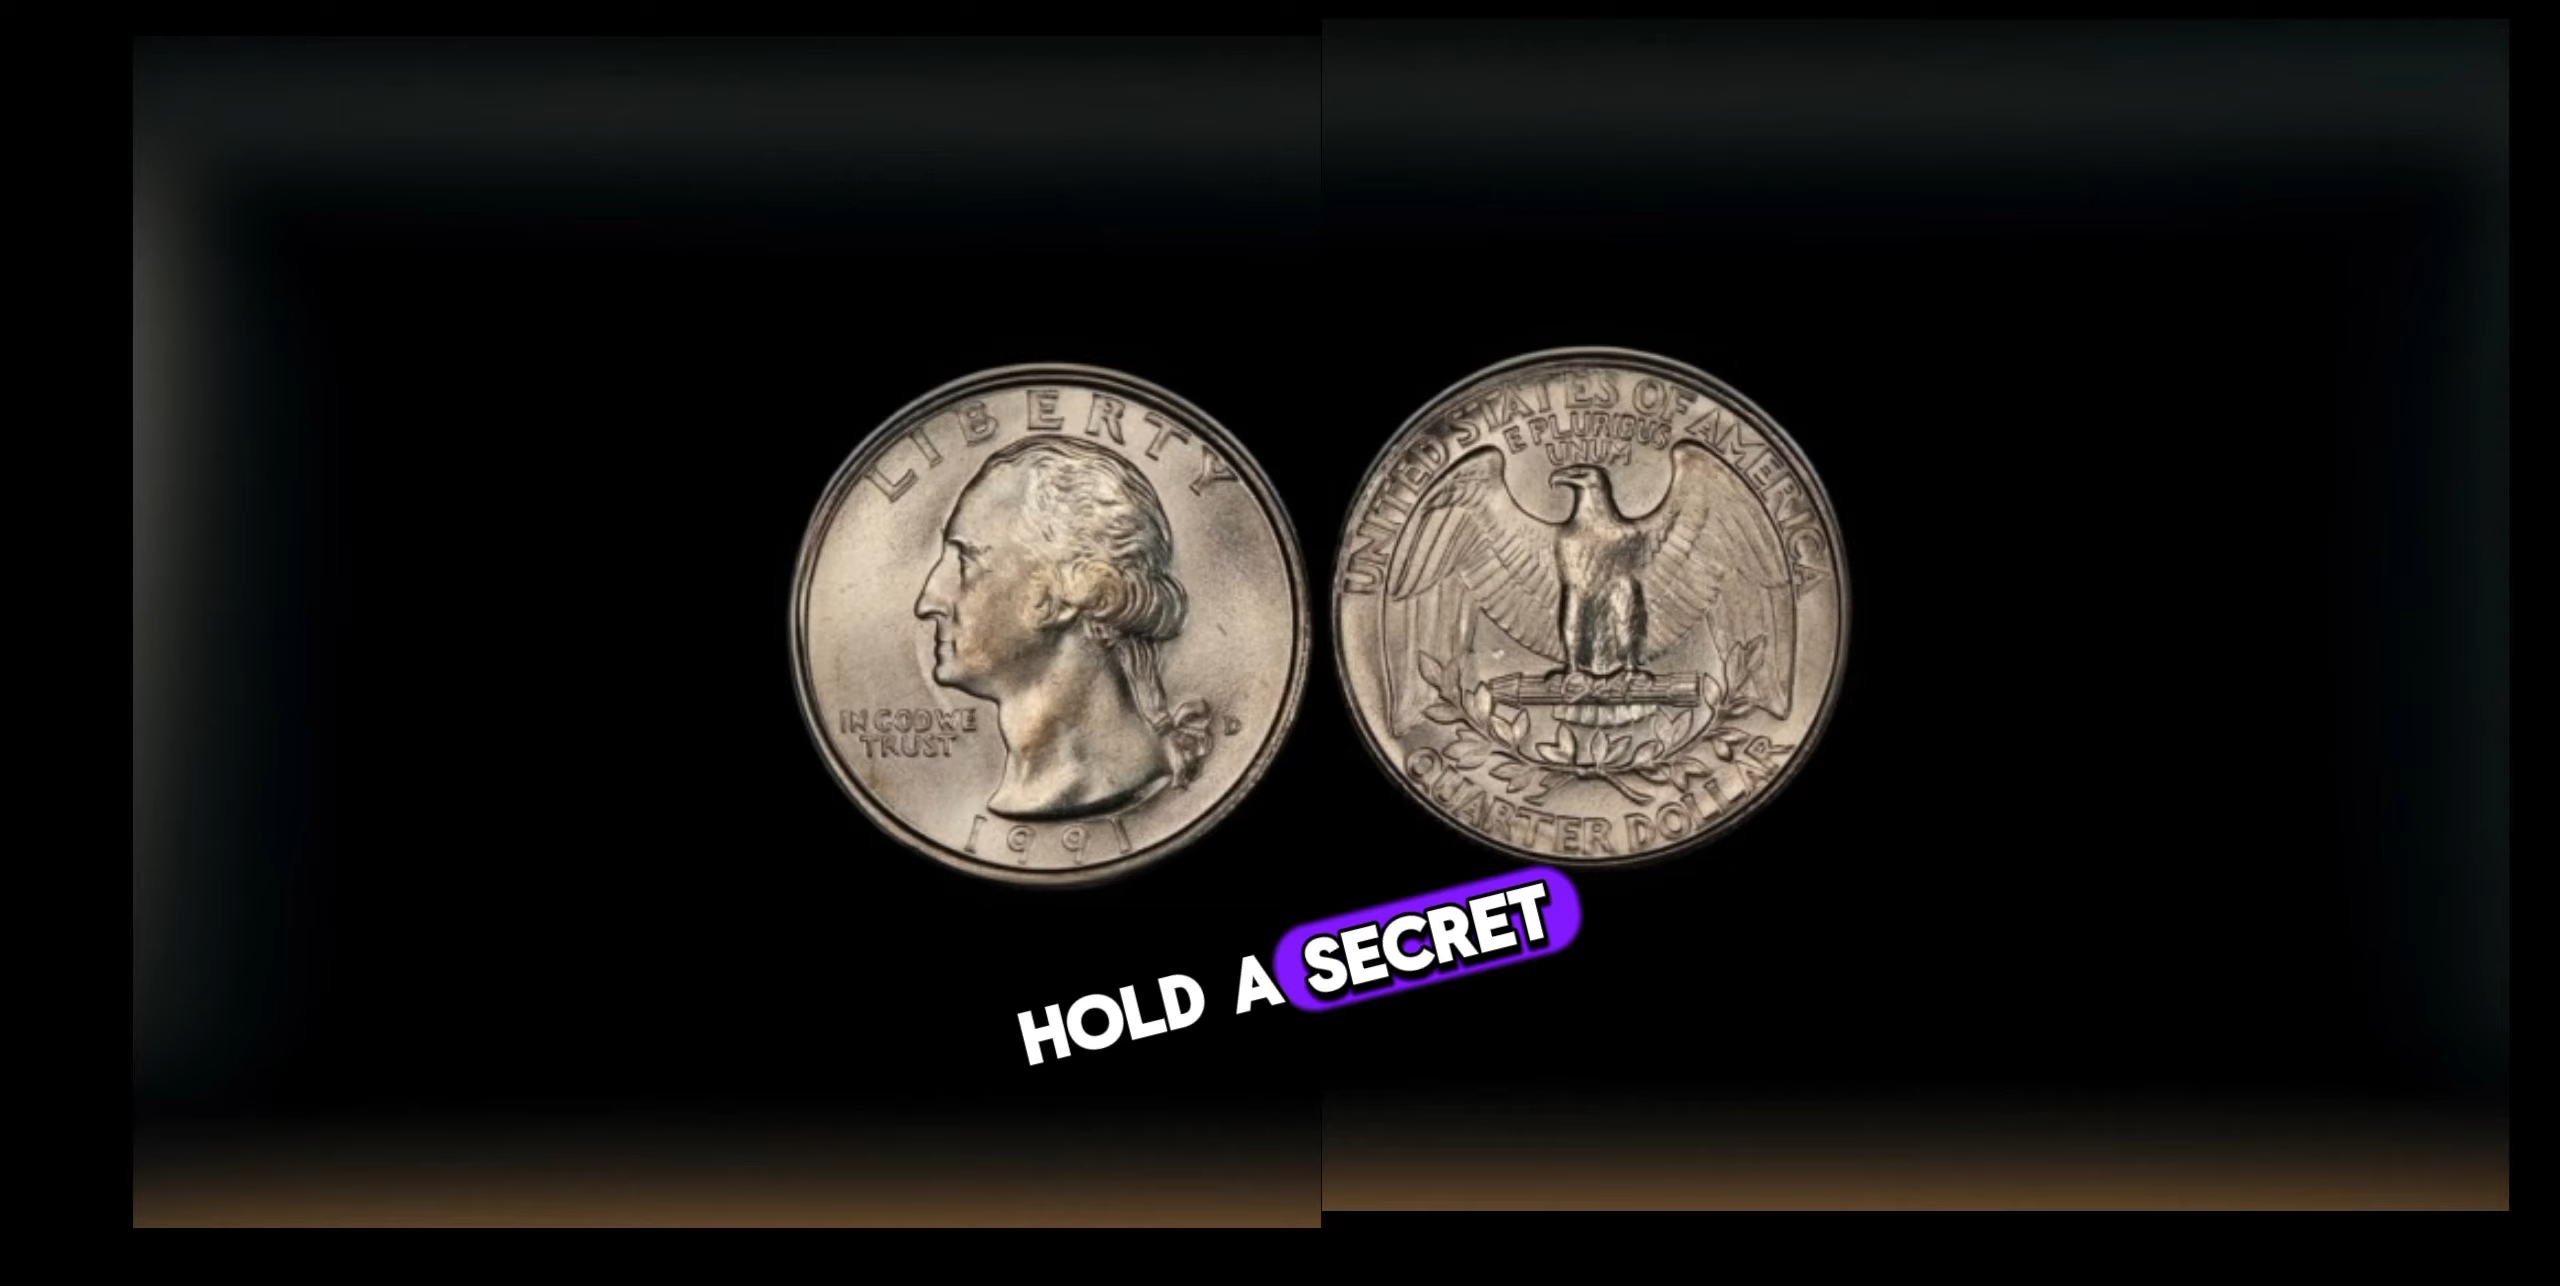 LIBERTY
IN GOD WE
TRUST
D
1991
UNITED STATES OF AMERICA
E PLURIBUS
UNUM
QUARTER DOLLAR
HOLD A SECRET